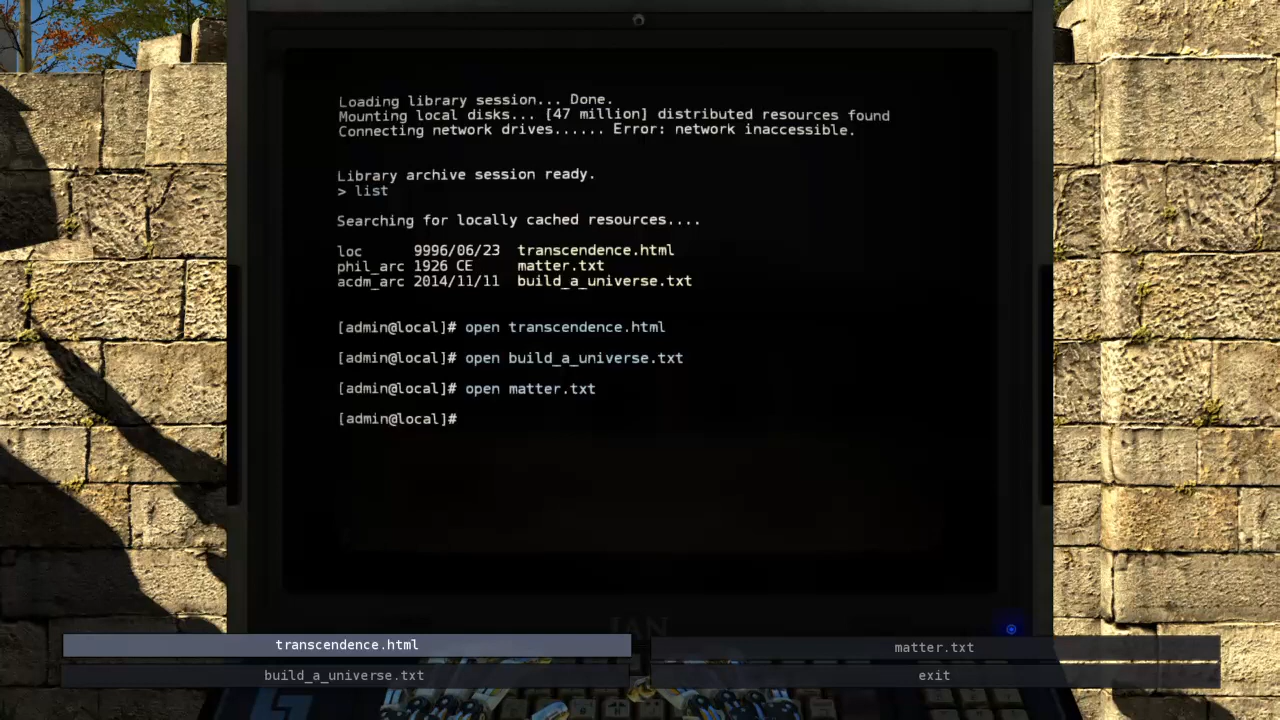 Loading library session... Done.
Mounting local disks... [47 million] distributed resources found
Connecting network drives...... Error: network inaccessible.
Library archive session ready.
> list
Searching for locally cached resources....
loc 9996/06/23 transcendence.html
phil_arc 1926 CE matter.txt
acdm_arc 2014/11/11 build_a_universe.txt
[admin@local]# open transcendence.html
[admin@local]# open build_a_universe.txt
[admin@local]# open matter.txt
[admin@local]#
IAN
transcendence.html
matter.txt
build_a_universe.txt
exit